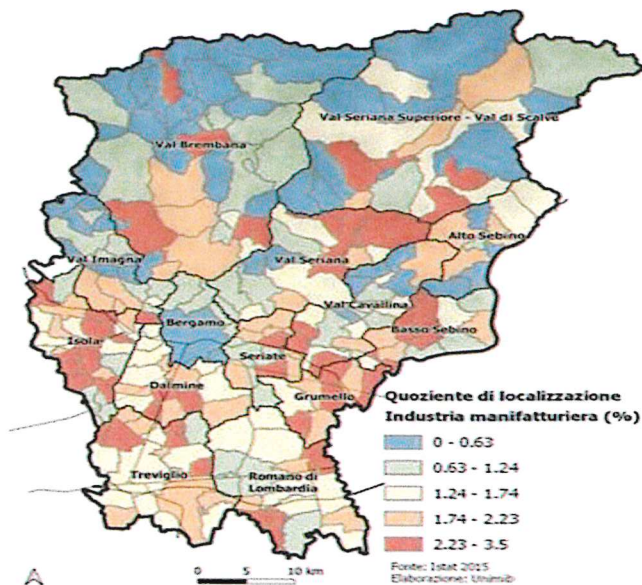 Val Seriana Superiore - Val di Scalve
Val Brembana
Alto Sebino
Val Imagna
Val Seriana
Val Cavallina
Bergamo
Basso Sebino
Isola
Seriate
Dalmine
Grumello
Quoziente di localizzazione
Industria manifatturiera (%)
0 - 0.63
0.63 - 1.24
1.24 - 1.74
1.74 - 2.23
2.23 - 3.5
Treviglio
Romano di
Lombardia
A
0 5 10 km
Fonte: Istat 2015
Elaborazione: Unimib